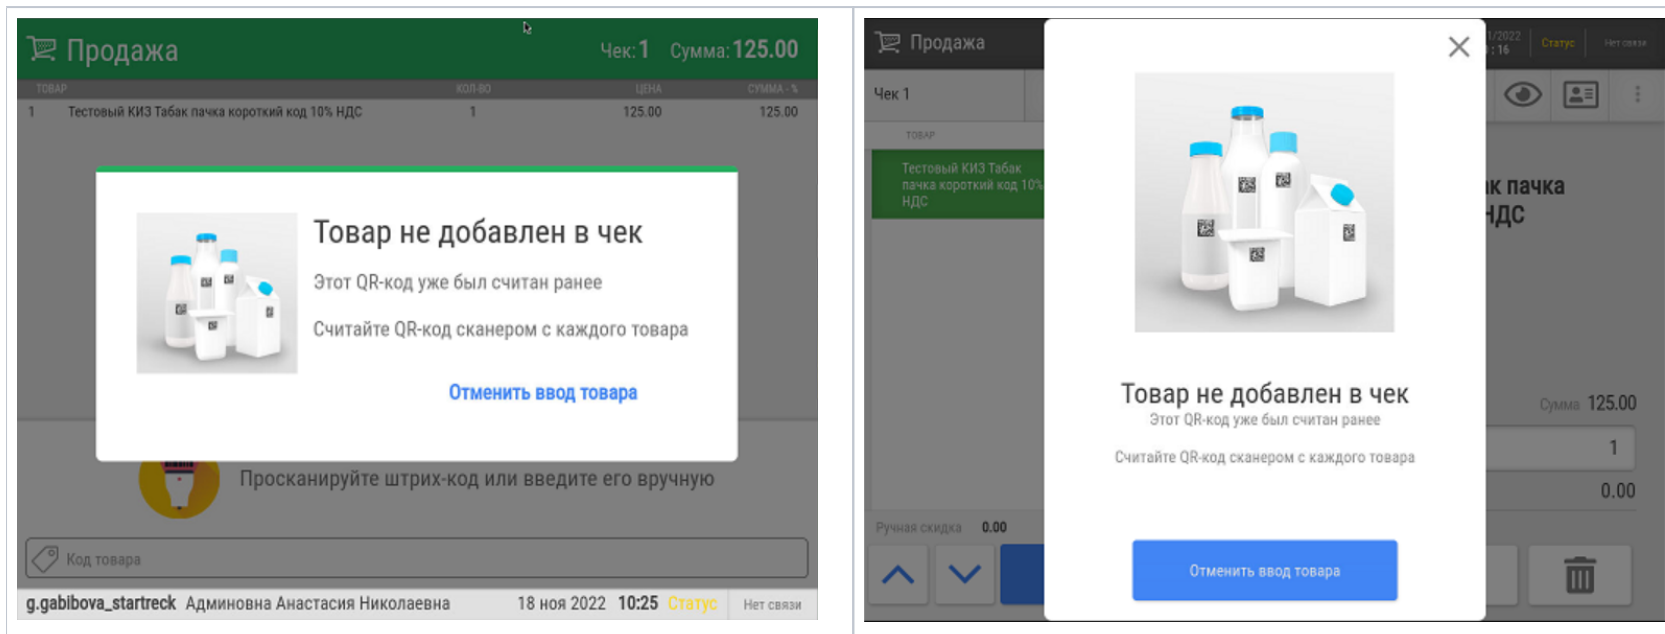 Продажа
Чек: 1 Сумма: 125.00
ТОВАР КОЛ-ВО ЦЕНА СУММА - %
1 Тестовый КИЗ Табак пачка короткий код 10% НДС 1 125.00 125.00
Товар не добавлен в чек
Этот QR-код уже был считан ранее
Считайте QR-код сканером с каждого товара
Отменить ввод товара
Просканируйте штрих-код или введите его вручную
Код товара
g.gabibova_startreck Админовна Анастасия Николаевна 18 ноя 2022 10:25 Статус Нет связи
Продажа
1/2022
: 16
Статус
Нет связи
Чек 1
ТОВАР
Тестовый КИЗ Табак
пачка короткий код 10%
НДС
ак пачка
НДС
Товар не добавлен в чек
Этот QR-код уже был считан ранее
Считайте QR-код сканером с каждого товара
Сумма 125.00
1
0.00
Ручная скидка 0.00
Отменить ввод товара